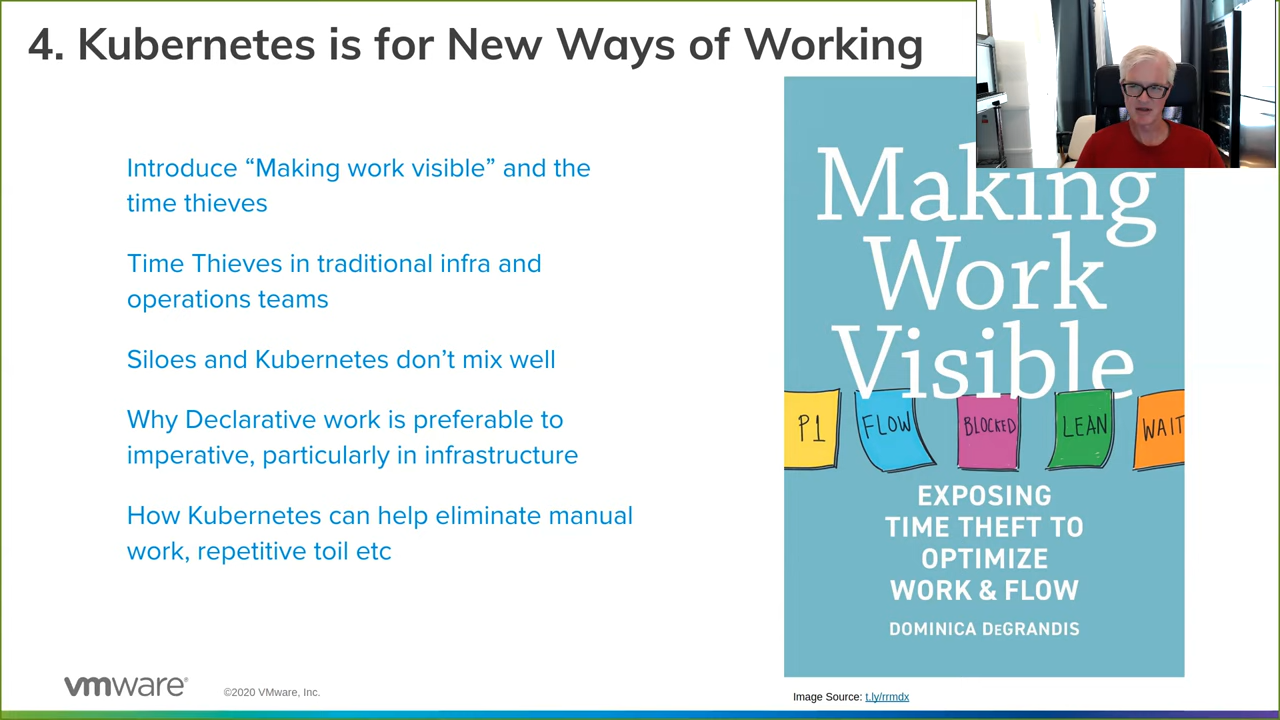 4. Kubernetes is for New Ways of Working
Introduce “Making work visible” and the
time thieves
Time Thieves in traditional infra and
operations teams
Siloes and Kubernetes don’t mix well
Why Declarative work is preferable to
imperative, particularly in infrastructure
How Kubernetes can help eliminate manual
work, repetitive toil etc
Making
Work
Visible
P1
FLOW
BLOCKED
LEAN
WAIT
EXPOSING
TIME THEFT TO
OPTIMIZE
WORK & FLOW
DOMINICA DEGRANDIS
vmware®
©2020 VMware, Inc.
Image Source: t.ly/rrmdx